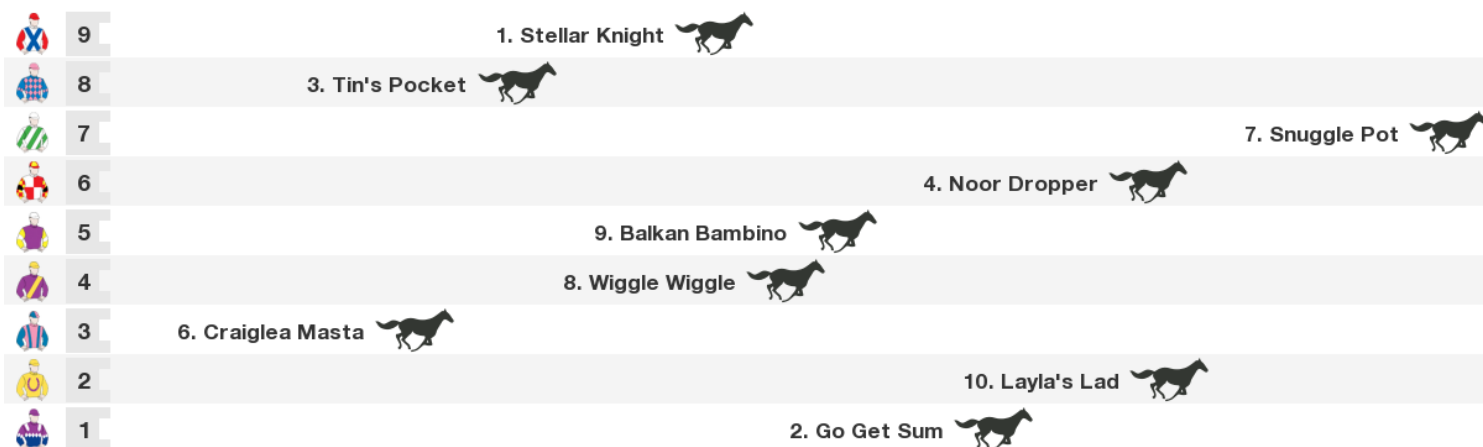 9 1. Stellar Knight
8 3. Tin's Pocket
7 7. Snuggle Pot
6 4. Noor Dropper
5 9. Balkan Bambino
4 8. Wiggle Wiggle
3 6. Craiglea Masta
2 10. Layla's Lad
1 2. Go Get Sum